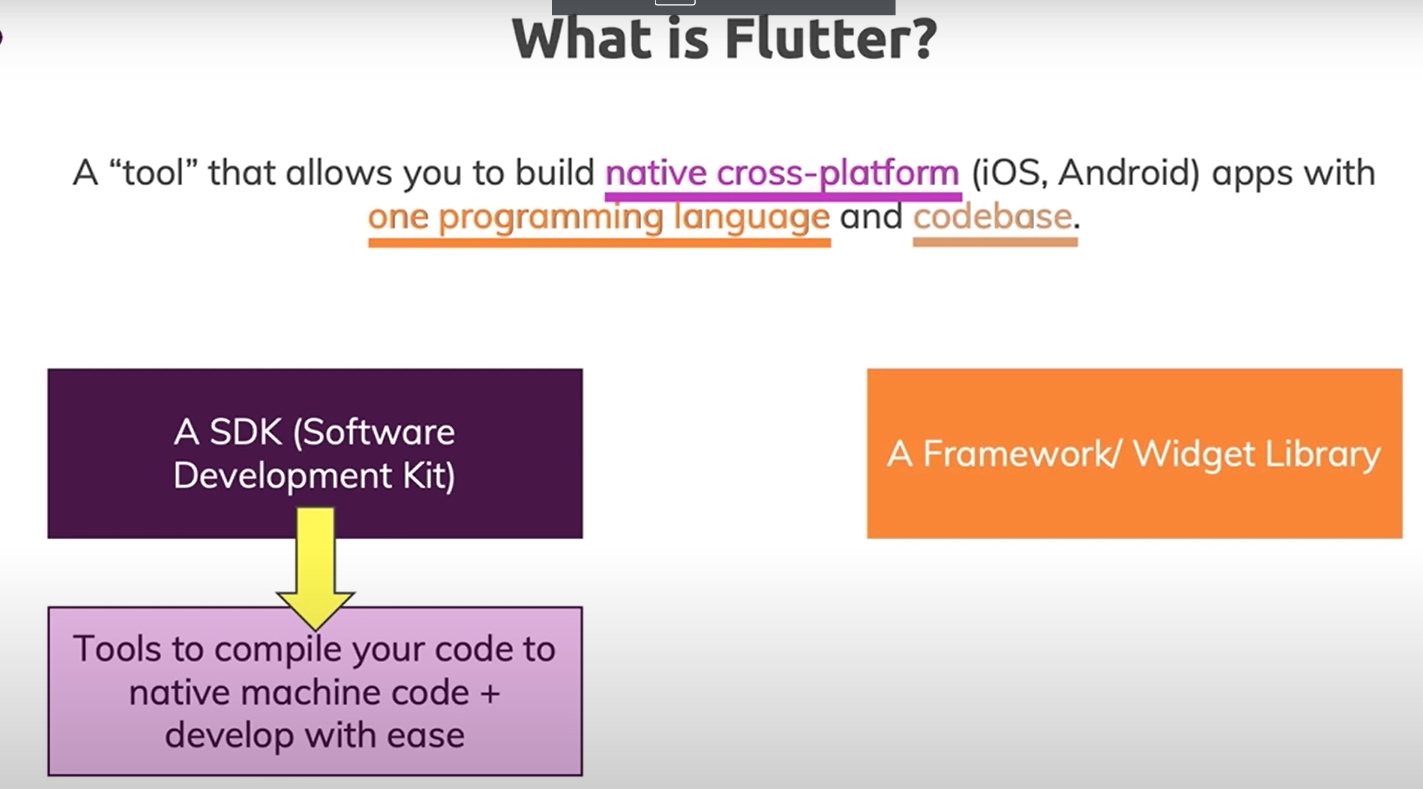 What is Flutter?
A “tool” that allows you to build native cross-platform (iOS, Android) apps with
one programming language and codebase.
A SDK (Software
Development Kit)
A Framework/ Widget Library
Tools to compile your code to
native machine code +
develop with ease